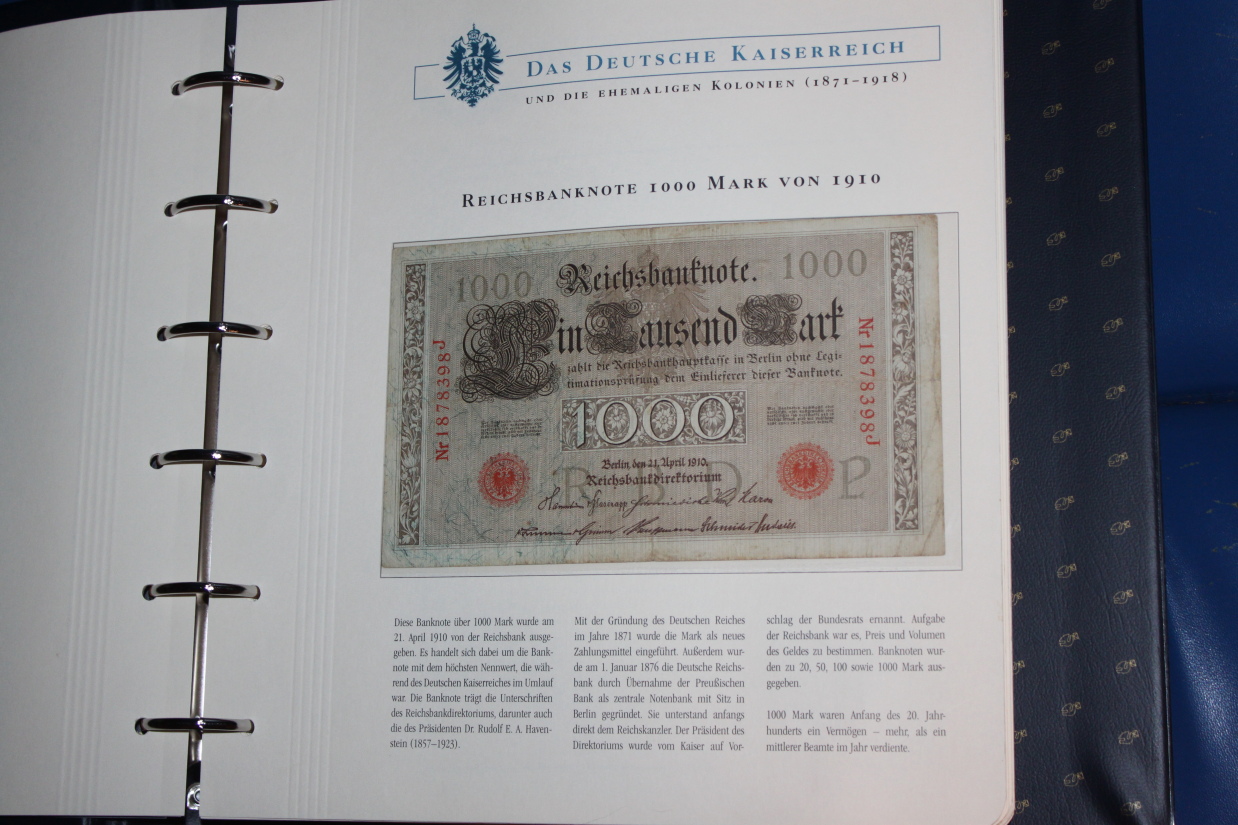 DAS DEUTSCHE KAISERREICH
UND DIE EHEMALIGEN KOLONIEN (1871–1918)
REICHSBANKNOTE 1000 MARK VON 1910
1000 Reichsbanknote. 1000
Ein Tausend Mark
zahlt die Reichsbankhauptkasse in Berlin ohne Legi-
timationsprüfung dem Einlieferer dieser Banknote.
Nr 1878398J
Nr 1878398J
1000
Berlin, den 21. April 1910.
Reichsbankdirektorium
R B D P
Diese Banknote über 1000 Mark wurde am
21. April 1910 von der Reichsbank ausge-
geben. Es handelt sich dabei um die Bank-
note mit dem höchsten Nennwert, die wäh-
rend des Deutschen Kaiserreiches im Umlauf
war. Die Banknote trägt die Unterschriften
des Reichsbankdirektoriums, darunter auch
die des Präsidenten Dr. Rudolf E. A. Haven-
stein (1857–1923).
Mit der Gründung des Deutschen Reiches
im Jahre 1871 wurde die Mark als neues
Zahlungsmittel eingeführt. Außerdem wur-
de am 1. Januar 1876 die Deutsche Reichs-
bank durch Übernahme der Preußischen
Bank als zentrale Notenbank mit Sitz in
Berlin gegründet. Sie unterstand anfangs
direkt dem Reichskanzler. Der Präsident des
Direktoriums wurde vom Kaiser auf Vor-
schlag der Bundesrats ernannt. Aufgabe
der Reichsbank war es, Preis und Volumen
des Geldes zu bestimmen. Banknoten wur-
den zu 20, 50, 100 sowie 1000 Mark aus-
gegeben.
1000 Mark waren Anfang des 20. Jahr-
hunderts ein Vermögen – mehr, als ein
mittlerer Beamte im Jahr verdiente.